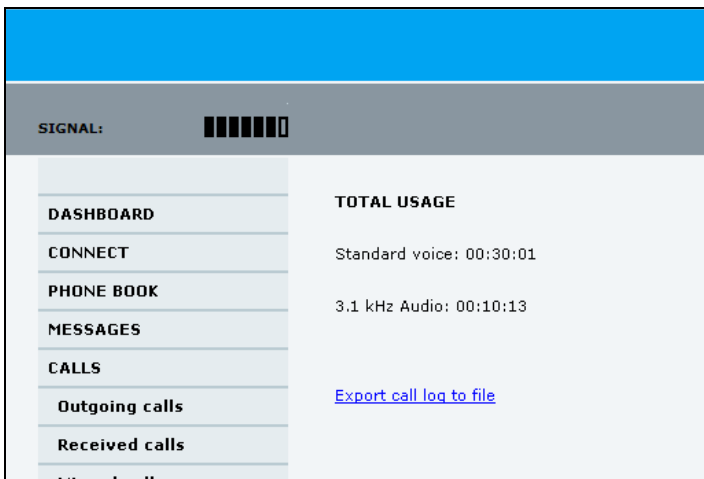 SIGNAL:
DASHBOARD
CONNECT
PHONE BOOK
MESSAGES
CALLS
Outgoing calls
Received calls
TOTAL USAGE
Standard voice: 00:30:01
3.1 kHz Audio: 00:10:13
Export call log to file